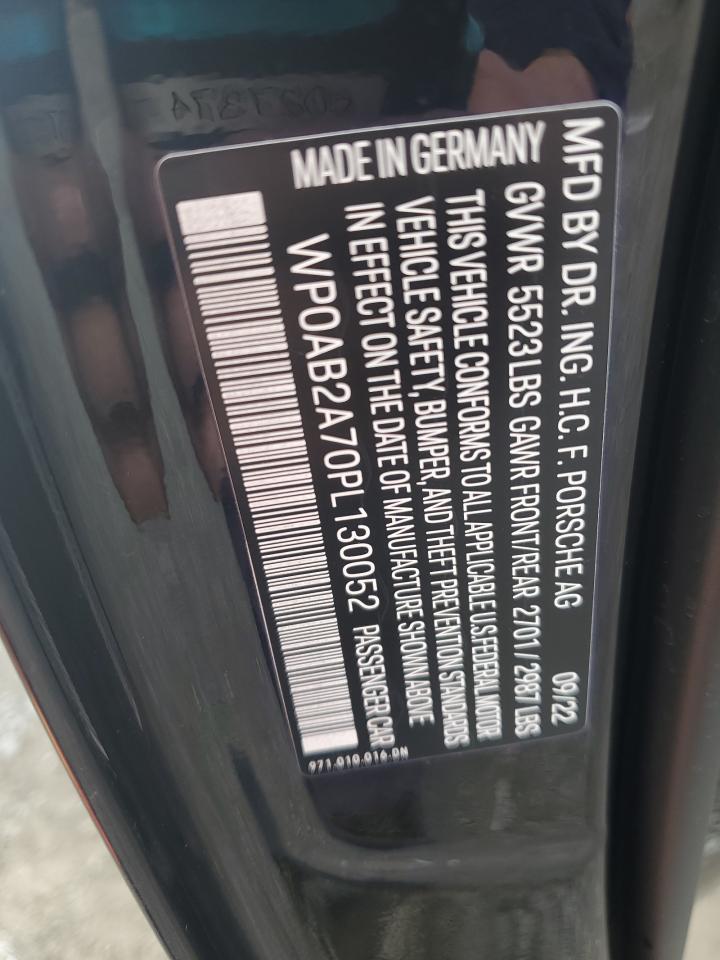 MFD BY DR. ING. H.C. F. PORSCHE AG 09/22
GVWR 5523 LBS GAWR FRONT/REAR 2701 / 2987 LBS
THIS VEHICLE CONFORMS TO ALL APPLICABLE U.S FEDERAL MOTOR
VEHICLE SAFETY, BUMPER, AND THEFT PREVENTION STANDARDS
IN EFFECT ON THE DATE OF MANUFACTURE SHOWN ABOVE
WP0AB2A70PL130052 PASSENGER CAR
MADE IN GERMANY
971.010.016.DN